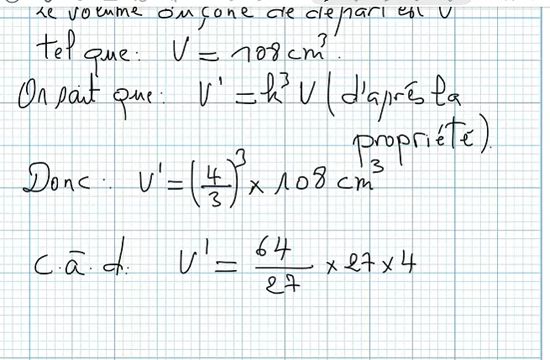 le volume du cône de départ est V
tel que: V = 108 cm³.
On sait que: V' = k³ V (d'après la
propriété).
Donc: V' = (4/3)³ × 108 cm³
c.à.d. V' = 64/27 × 27 × 4